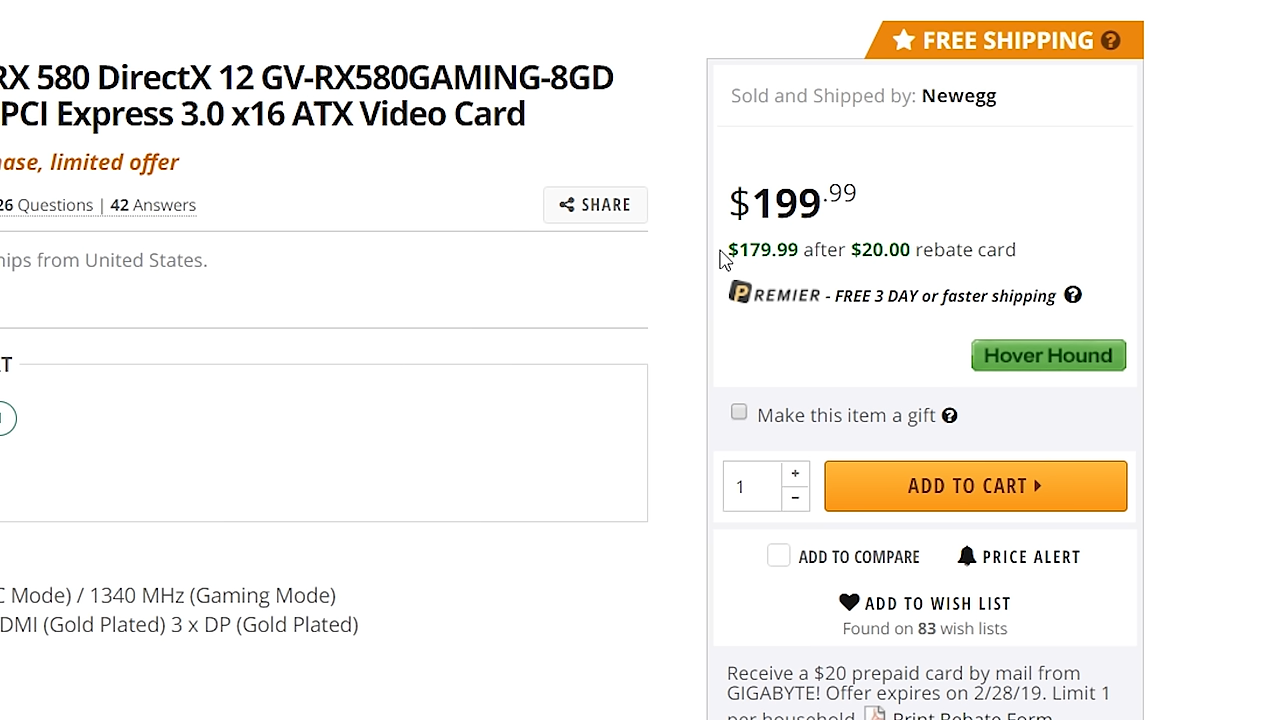 FREE SHIPPING ?
RX 580 DirectX 12 GV-RX580GAMING-8GD
PCI Express 3.0 x16 ATX Video Card
limited offer
26 Questions | 42 Answers
SHARE
from United States.
Sold and Shipped by: Newegg
$199.99
$179.99 after $20.00 rebate card
PREMIER - FREE 3 DAY or faster shipping ?
Hover Hound
Make this item a gift ?
1
+
-
ADD TO CART
ADD TO COMPARE
PRICE ALERT
ADD TO WISH LIST
Found on 83 wish lists
Mode) / 1340 MHz (Gaming Mode)
(Gold Plated) 3 x DP (Gold Plated)
Receive a $20 prepaid card by mail from
GIGABYTE! Offer expires on 2/28/19. Limit 1
per household. Print Rebate Form